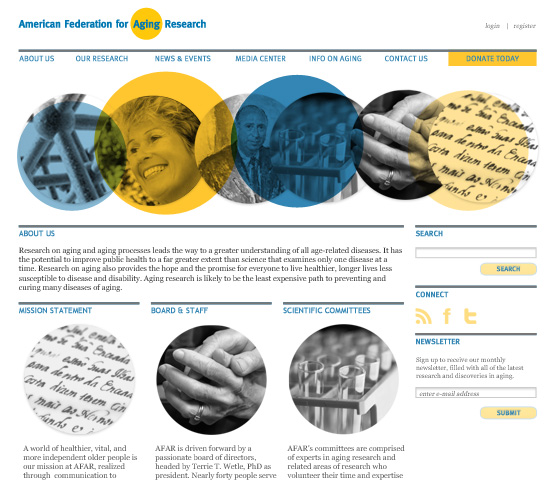 American Federation for Aging Research
login | register
ABOUT US OUR RESEARCH NEWS & EVENTS MEDIA CENTER INFO ON AGING CONTACT US DONATE TODAY
ABOUT US
Research on aging and aging processes leads the way to a greater understanding of all age-related diseases. It has
the potential to improve public health to a far greater extent than science that examines only one disease at a
time. Research on aging also provides the hope and the promise for everyone to live healthier, longer lives less
susceptible to disease and disability. Aging research is likely to be the least expensive path to preventing and
curing many diseases of aging.
SEARCH
SEARCH
CONNECT
NEWSLETTER
Sign up to receive our monthly
newsletter, filled with all of the latest
research and discoveries in aging.
enter e-mail address
SUBMIT
MISSION STATEMENT
A world of healthier, vital, and
more independent older people is
our mission at AFAR, realized
through communication to
BOARD & STAFF
AFAR is driven forward by a
passionate board of directors,
headed by Terrie T. Wetle, PhD as
president. Nearly forty people serve
SCIENTIFIC COMMITTEES
AFAR's committees are comprised
of experts in aging research and
related areas of research who
volunteer their time and expertise